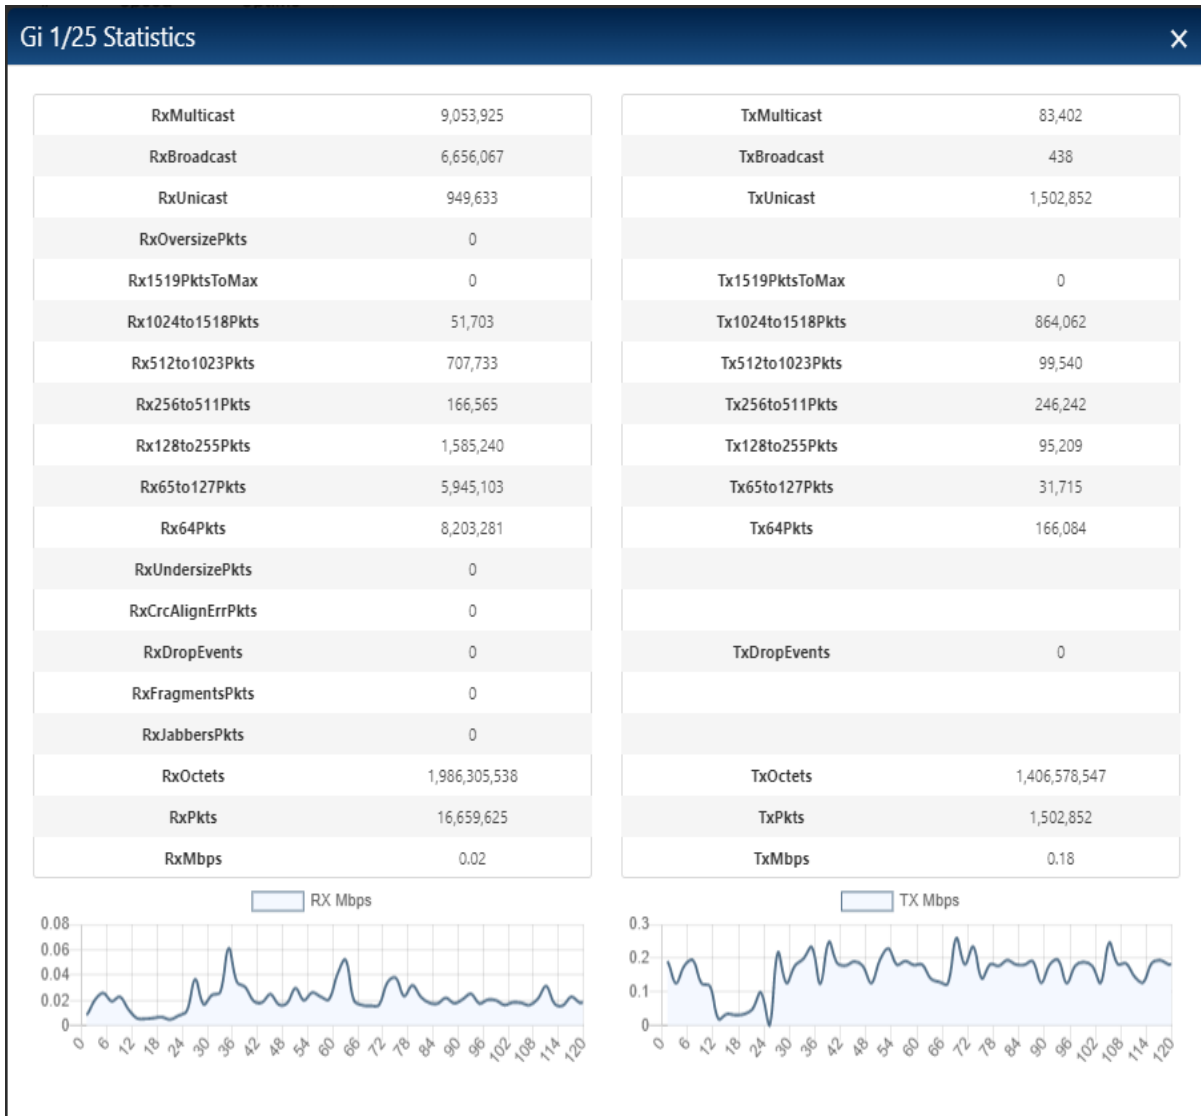 Gi 1/25 Statistics
RxMulticast 9,053,925 TxMulticast 83,402
RxBroadcast 6,656,067 TxBroadcast 438
RxUnicast 949,633 TxUnicast 1,502,852
RxOversizePkts 0
Rx1519PktsToMax 0 Tx1519PktsToMax 0
Rx1024to1518Pkts 51,703 Tx1024to1518Pkts 864,062
Rx512to1023Pkts 707,733 Tx512to1023Pkts 99,540
Rx256to511Pkts 166,565 Tx256to511Pkts 246,242
Rx128to255Pkts 1,585,240 Tx128to255Pkts 95,209
Rx65to127Pkts 5,945,103 Tx65to127Pkts 31,715
Rx64Pkts 8,203,281 Tx64Pkts 166,084
RxUndersizePkts 0
RxCrcAlignErrPkts 0
RxDropEvents 0 TxDropEvents 0
RxFragmentsPkts 0
RxJabbersPkts 0
RxOctets 1,986,305,538 TxOctets 1,406,578,547
RxPkts 16,659,625 TxPkts 1,502,852
RxMbps 0.02 TxMbps 0.18
RX Mbps
0.08
0.06
0.04
0.02
0
0 6 12 18 24 30 36 42 48 54 60 66 72 78 84 90 96 102 108 114 120
TX Mbps
0.3
0.2
0.1
0
0 6 12 18 24 30 36 42 48 54 60 66 72 78 84 90 96 102 108 114 120